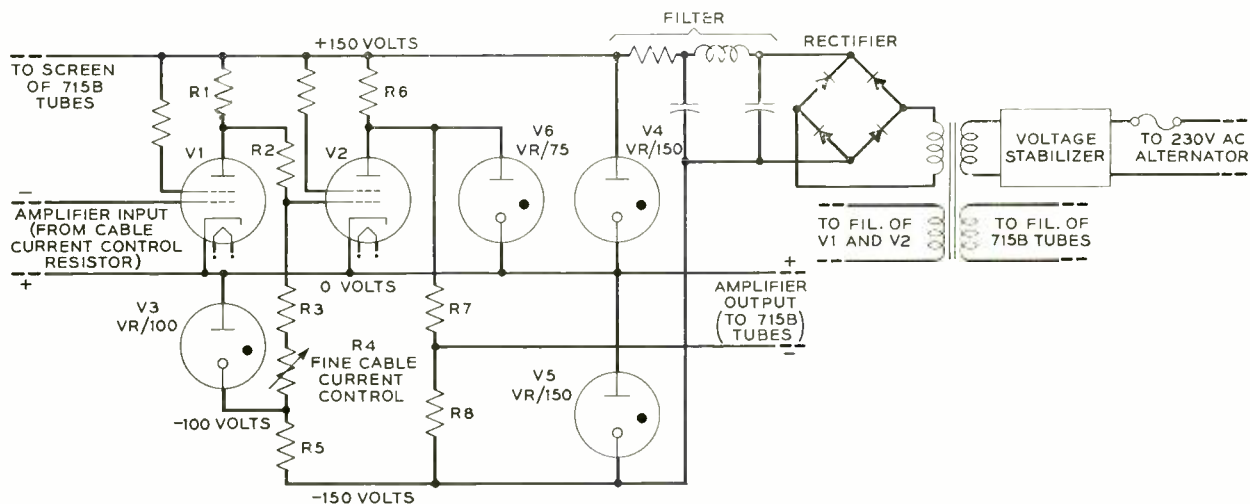 FILTER
+150 VOLTS
RECTIFIER
TO SCREEN
OF 715B
TUBES
R1
R6
R2
V1
V2
V6
VR/75
V4
VR/150
VOLTAGE
STABILIZER
TO 230V AC
ALTERNATOR
−
AMPLIFIER INPUT
(FROM CABLE
CURRENT CONTROL
RESISTOR)
+
TO FIL. OF
V1 AND V2
TO FIL. OF
715B TUBES
0 VOLTS
+
AMPLIFIER
OUTPUT
(TO 715B
TUBES)
−
V3
VR/100
R3
R7
R4
FINE CABLE
CURRENT
CONTROL
V5
VR/150
R8
-100 VOLTS
R5
-150 VOLTS